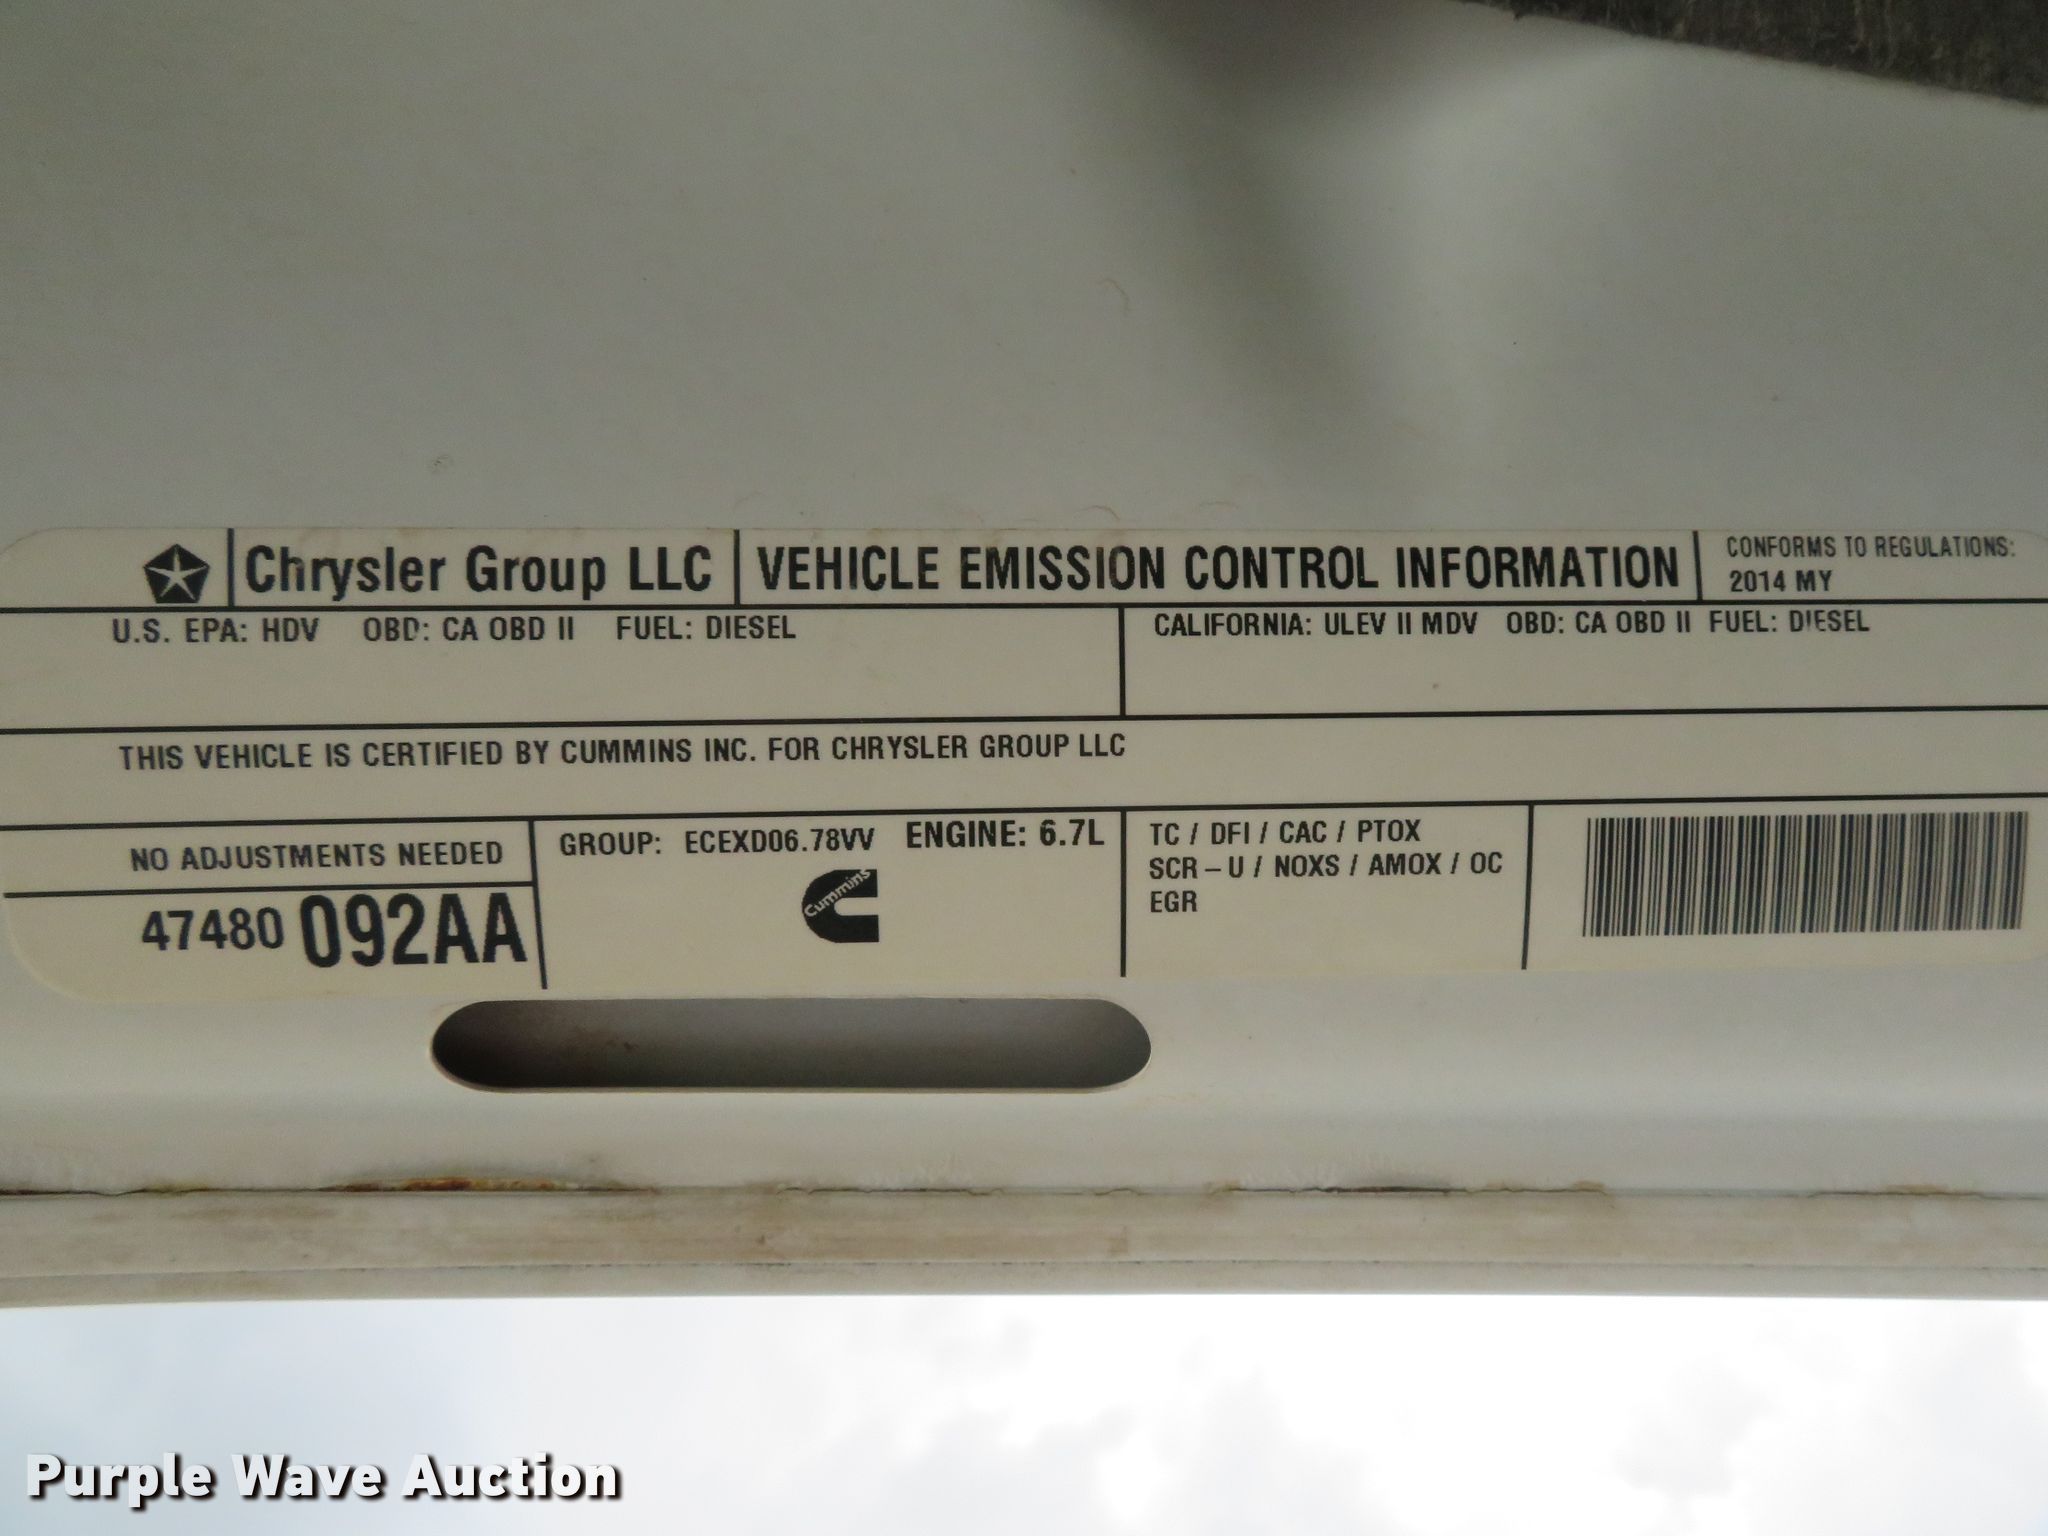 Chrysler Group LLC VEHICLE EMISSION CONTROL INFORMATION
CONFORMS TO REGULATIONS:
2014 MY
U.S. EPA: HDV OBD: CA OBD II FUEL: DIESEL
CALIFORNIA: ULEV II MDV OBD: CA OBD II FUEL: DIESEL
THIS VEHICLE IS CERTIFIED BY CUMMINS INC. FOR CHRYSLER GROUP LLC
NO ADJUSTMENTS NEEDED
47480 092AA
GROUP: ECEXD06.78VV ENGINE: 6.7L
Cummins
TC / DFI / CAC / PTOX
SCR – U / NOXS / AMOX / OC
EGR
Purple Wave Auction